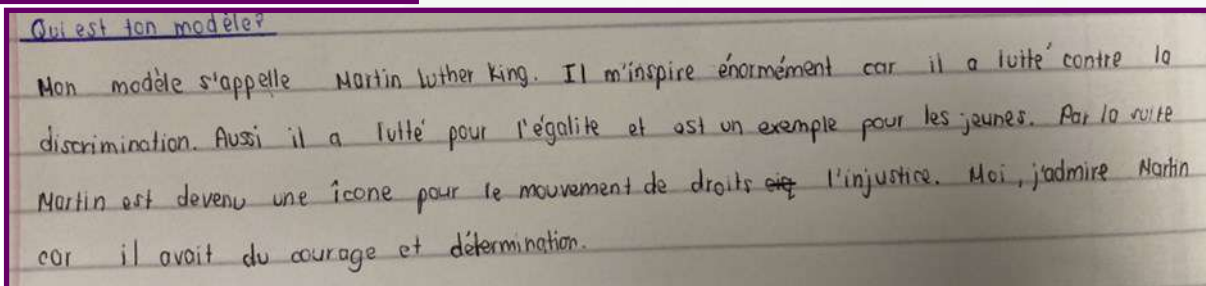 Qui est ton modèle?
Mon modèle s'appelle Martin Luther King. Il m'inspire énormément car il a lutté contre la
discrimination. Aussi il a lutté pour l'égalité et est un exemple pour les jeunes. Par la suite
Martin est devenu une îcone pour le mouvement de droits l'injustice. Moi, j'admire Martin
car il avait du courage et détermination.